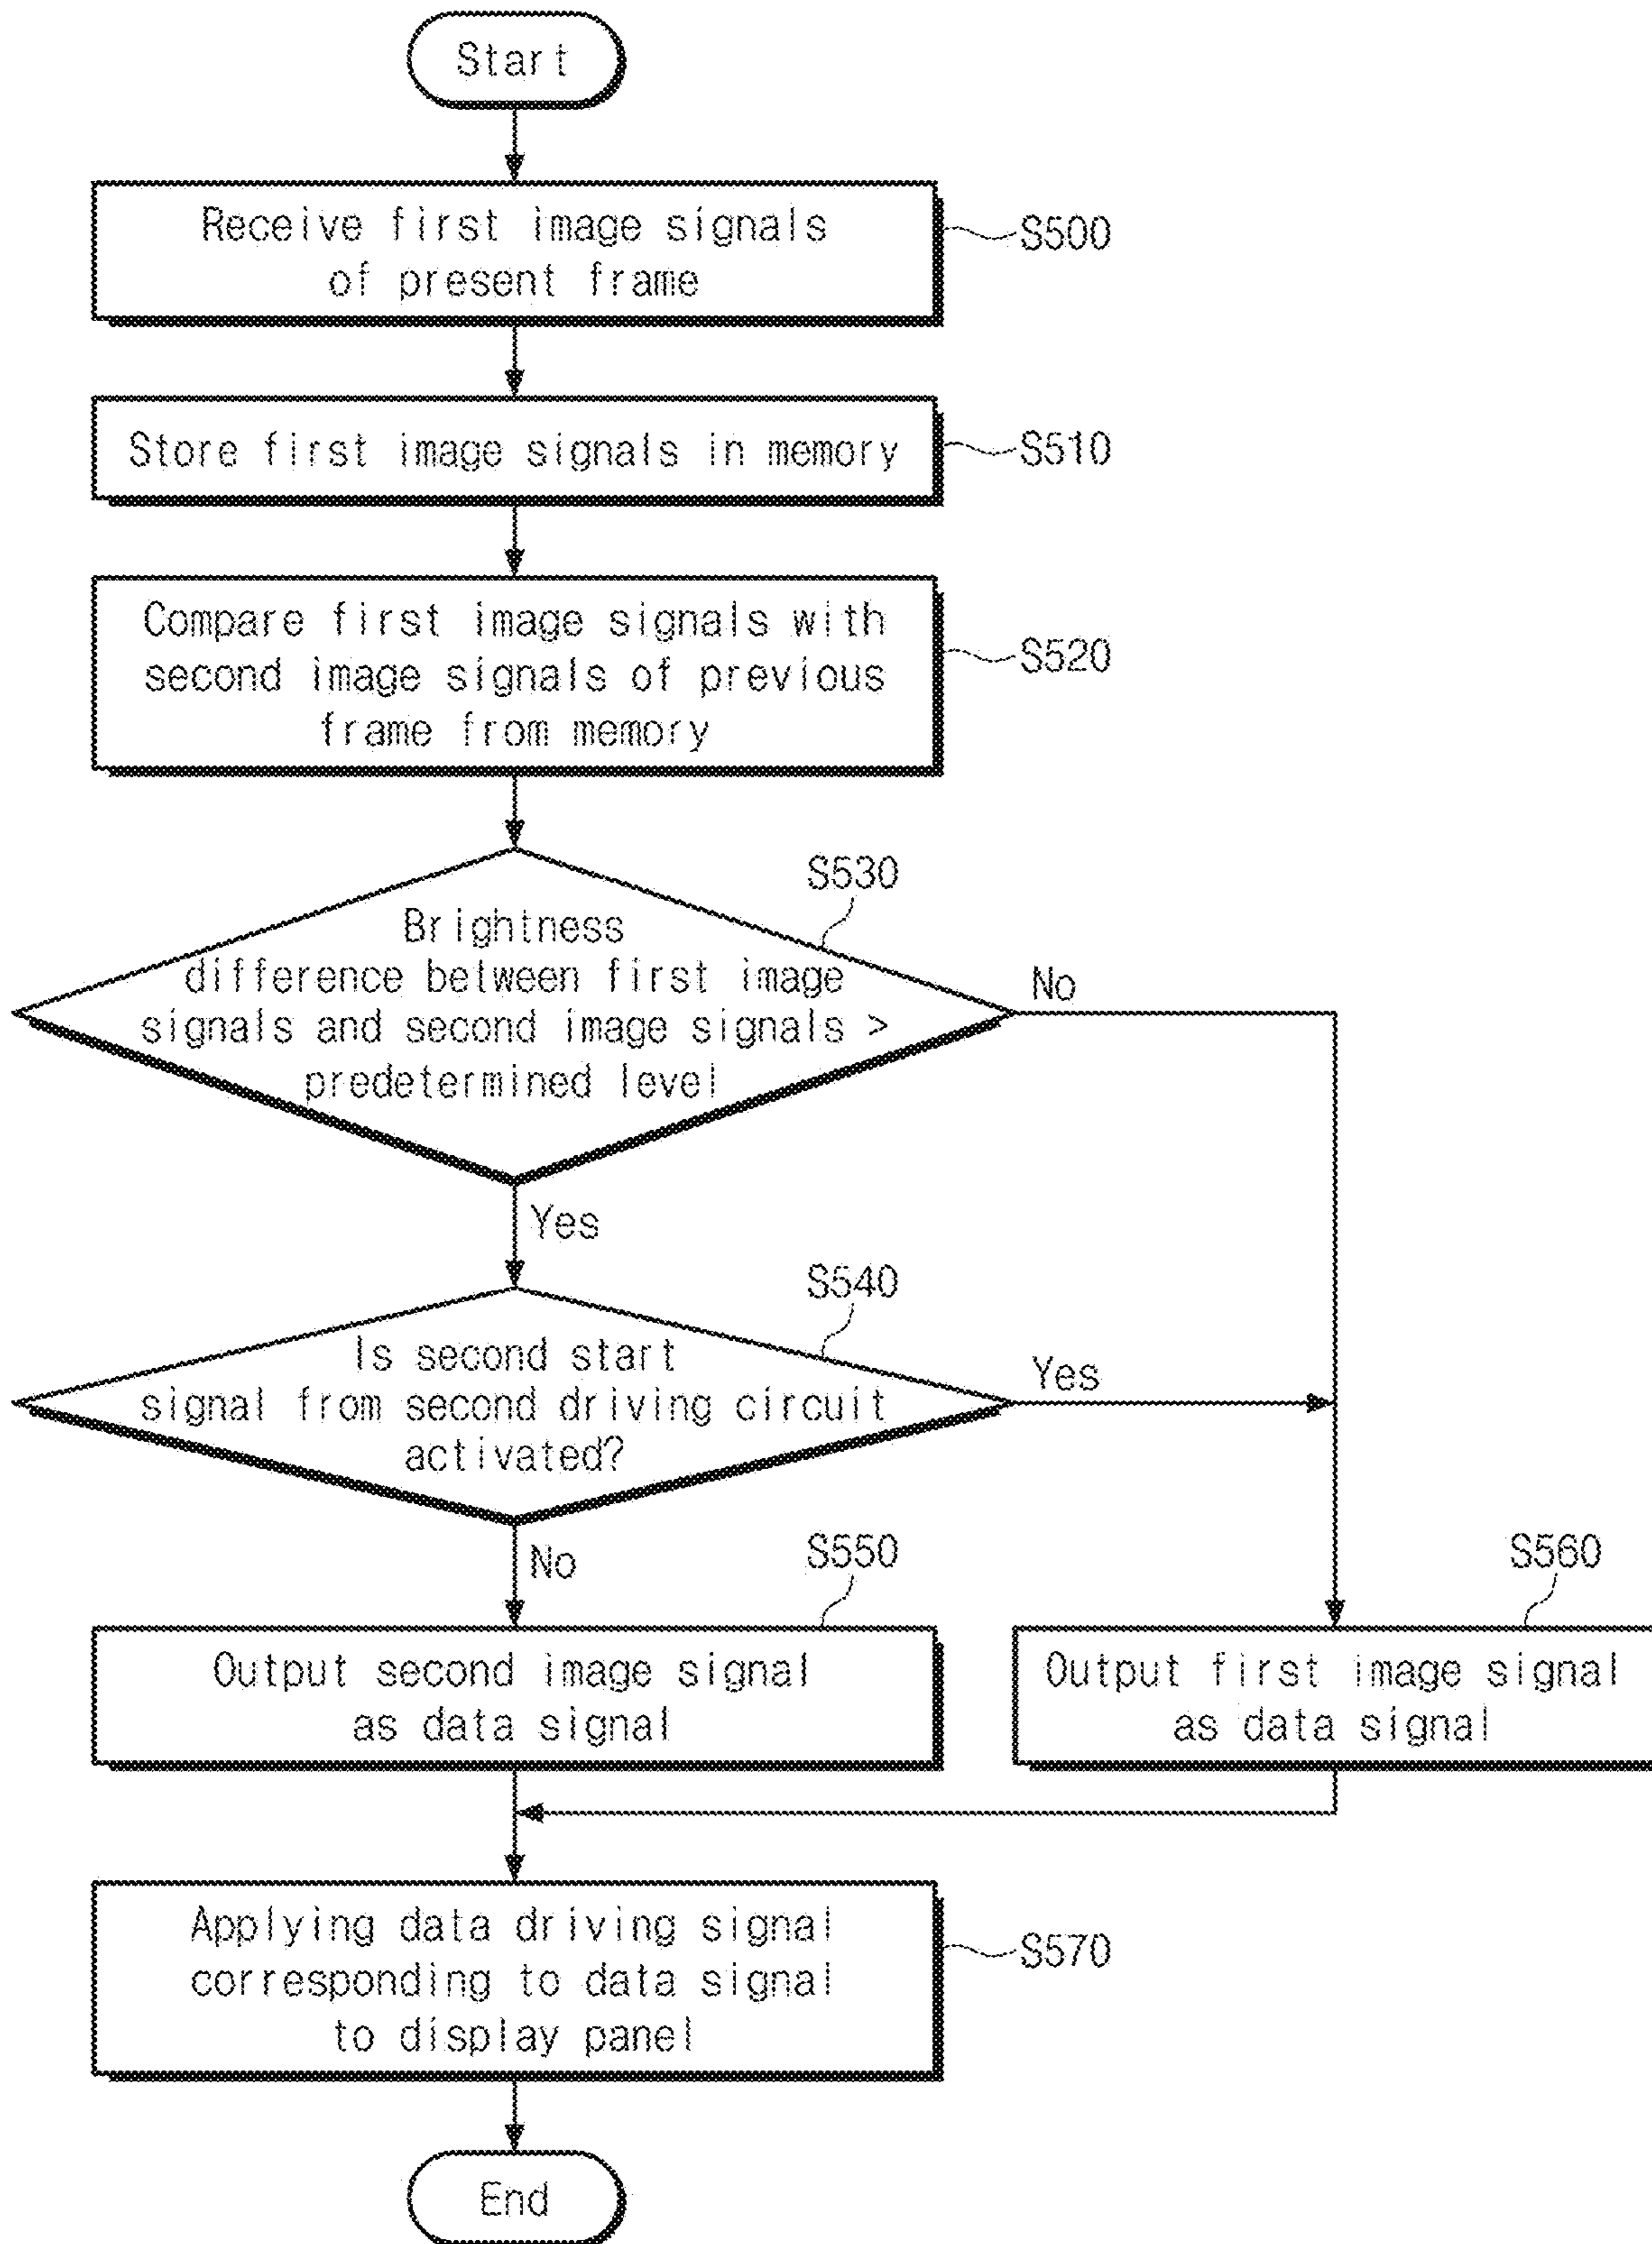 Start
Receive first image signals
of present frame
S500
Store first image signals in memory
S510
Compare first image signals with
second image signals of previous
frame from memory
S520
S530
Brightness
difference between first image
signals and second image signals >
predetermined level
No
Yes
S540
Is second start
signal from second driving circuit
activated?
Yes
No
S550
S560
Output second image signal
as data signal
Output first image signal
as data signal
Applying data driving signal
corresponding to data signal
to display panel
S570
End